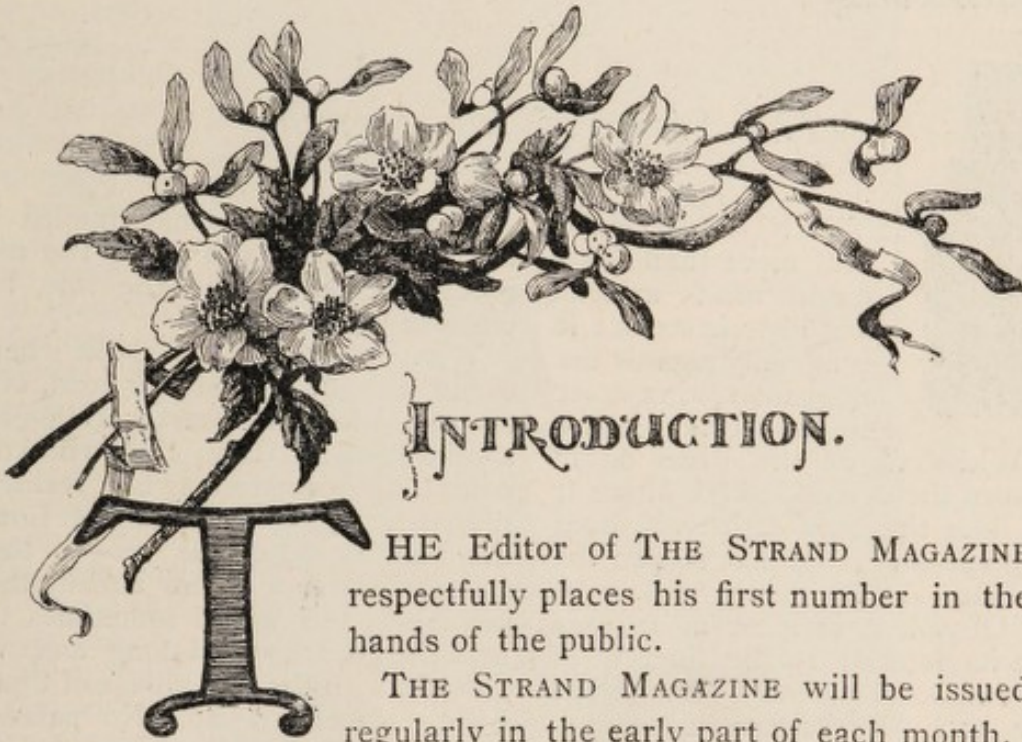 INTRODUCTION.
THE Editor of THE STRAND MAGAZINE
respectfully places his first number in the
hands of the public.
THE STRAND MAGAZINE will be issued
regularly in the early part of each month.